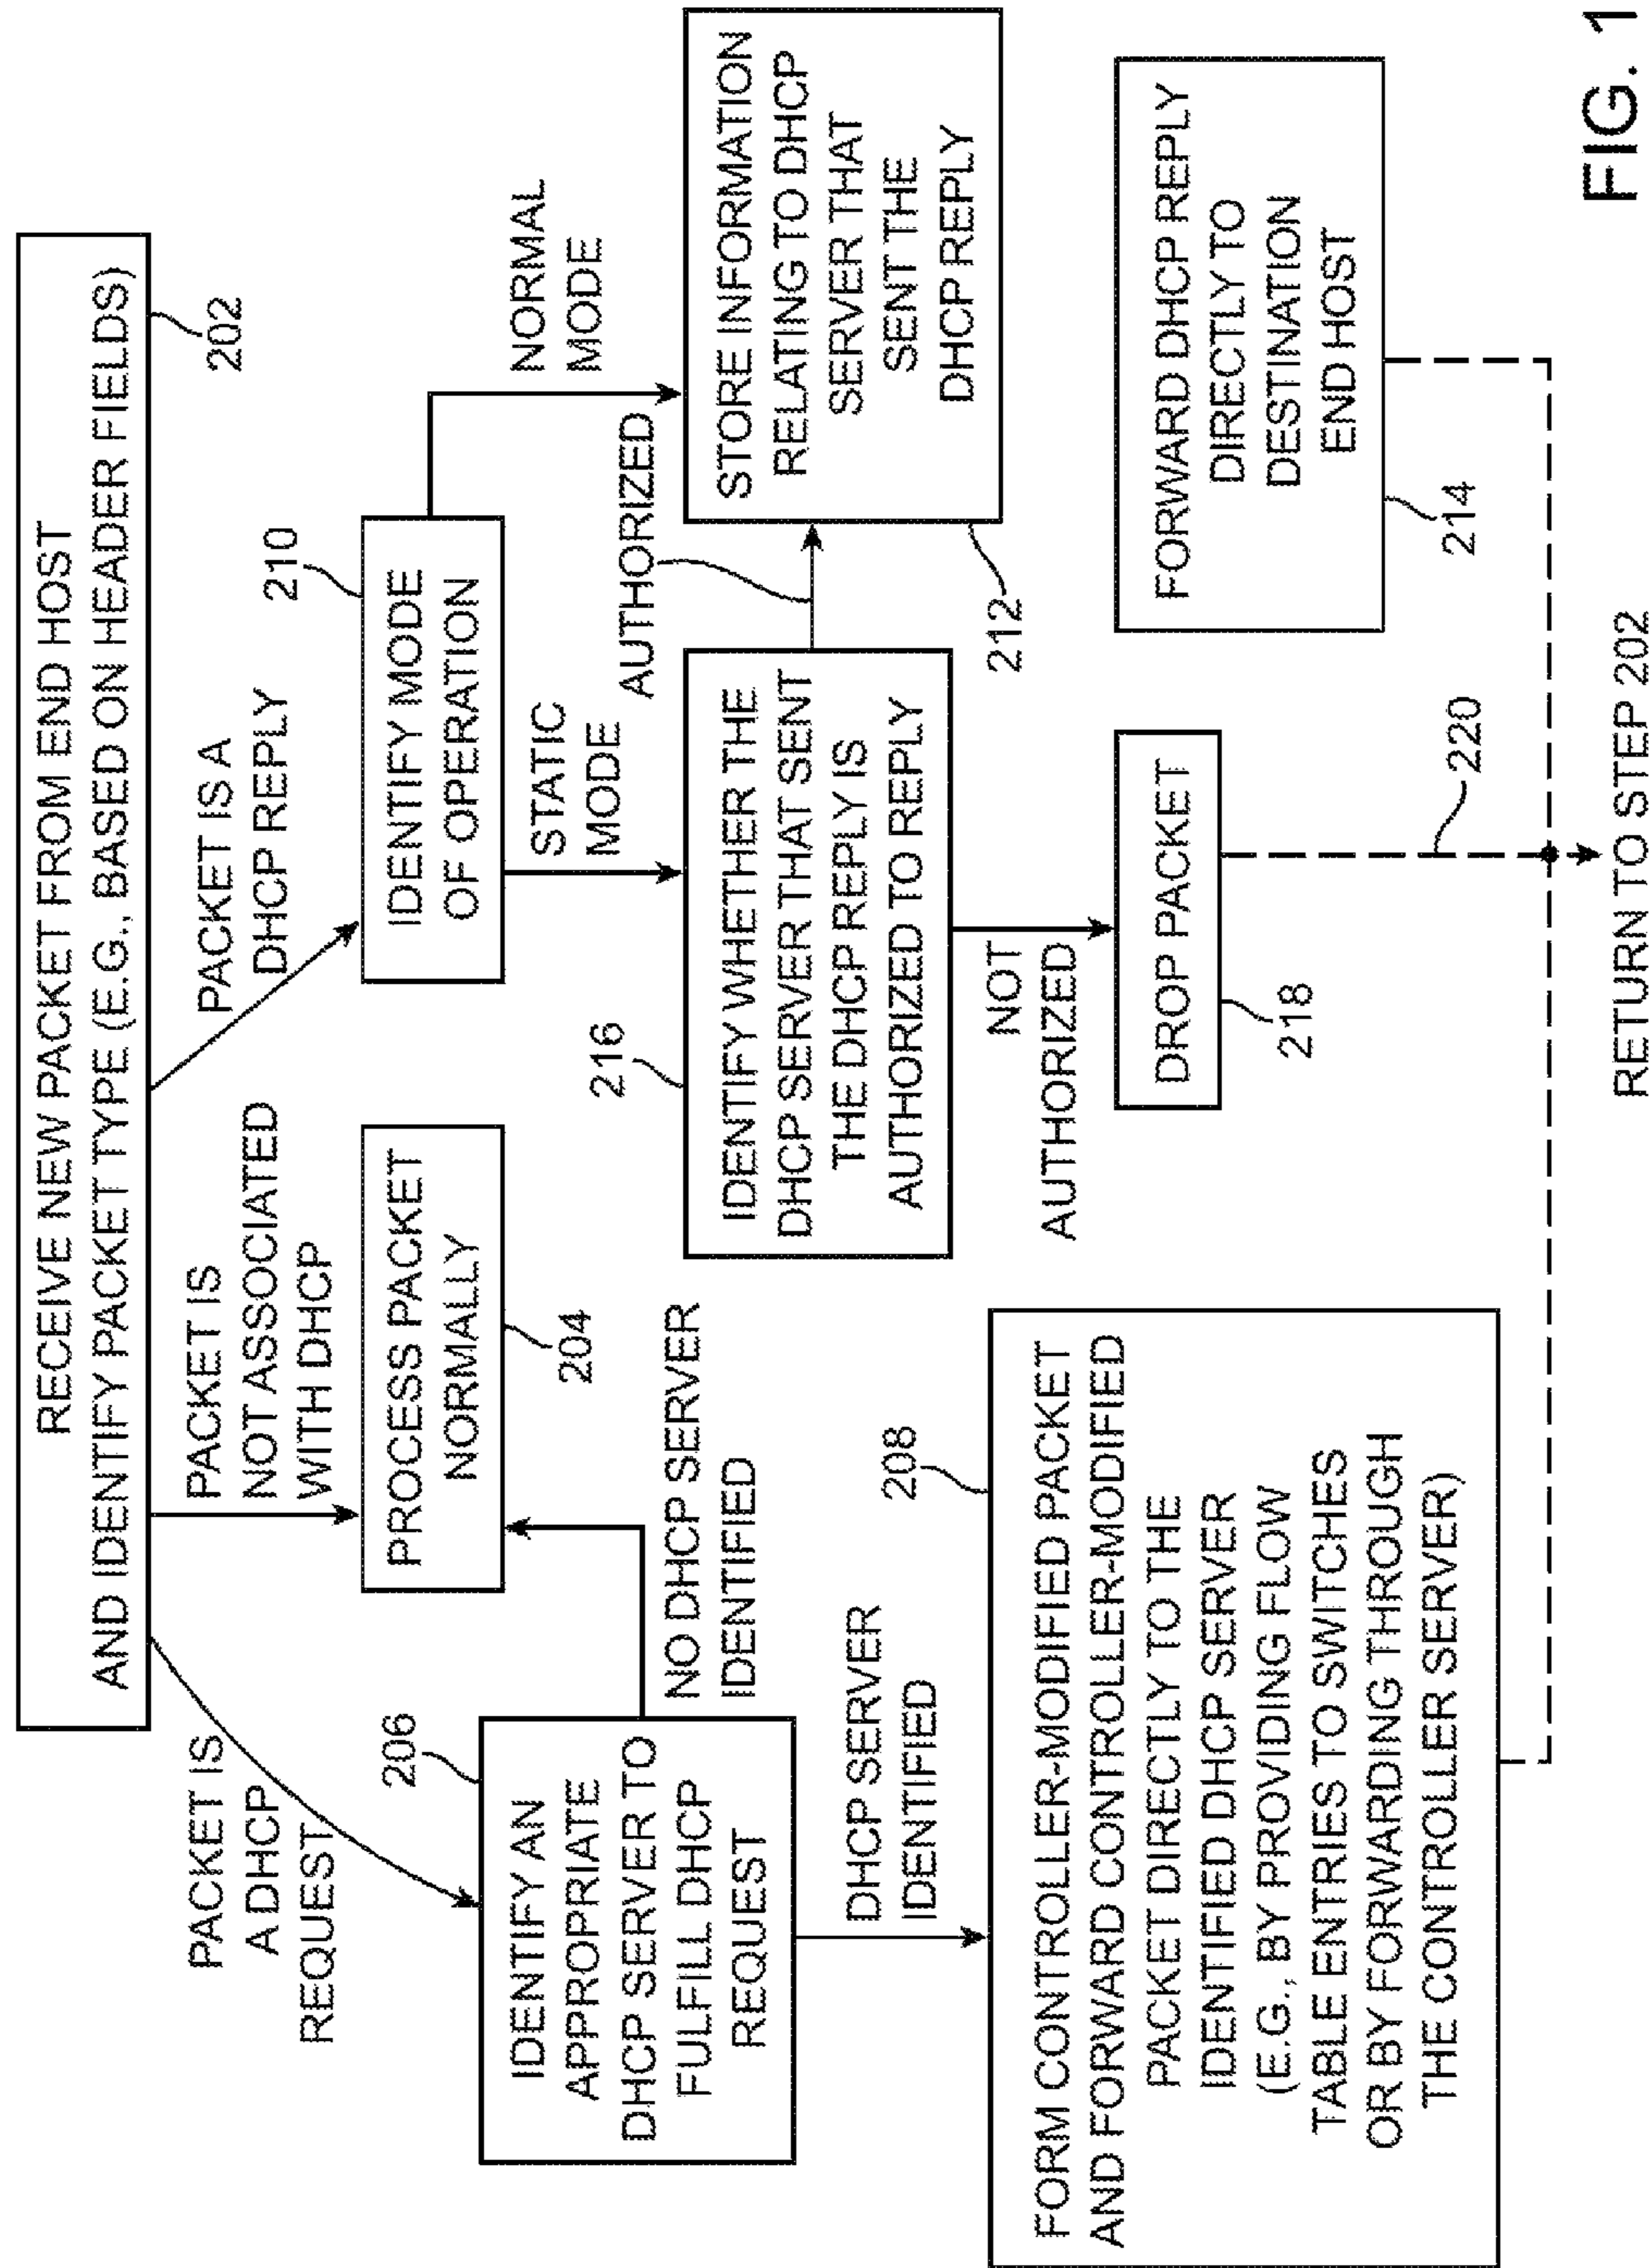 RECEIVE NEW PACKET FROM END HOST
AND IDENTIFY PACKET TYPE (E.G., BASED ON HEADER FIELDS)
202
PACKET IS
A DHCP
REQUEST
PACKET IS
NOT ASSOCIATED
WITH DHCP
PACKET IS A
DHCP REPLY
206
IDENTIFY AN
APPROPRIATE
DHCP SERVER TO
FULFILL DHCP
REQUEST
PROCESS PACKET
NORMALLY
204
NO DHCP SERVER
IDENTIFIED
DHCP SERVER
IDENTIFIED
208
FORM CONTROLLER-MODIFIED PACKET
AND FORWARD CONTROLLER-MODIFIED
PACKET DIRECTLY TO THE
IDENTIFIED DHCP SERVER
(E.G., BY PROVIDING FLOW
TABLE ENTRIES TO SWITCHES
OR BY FORWARDING THROUGH
THE CONTROLLER SERVER)
210
IDENTIFY MODE
OF OPERATION
STATIC
MODE
NORMAL
MODE
216
IDENTIFY WHETHER THE
DHCP SERVER THAT SENT
THE DHCP REPLY IS
AUTHORIZED TO REPLY
AUTHORIZED
STORE INFORMATION
RELATING TO DHCP
SERVER THAT
SENT THE
DHCP REPLY
212
NOT
AUTHORIZED
DROP PACKET
218
FORWARD DHCP REPLY
DIRECTLY TO
DESTINATION
END HOST
214
220
RETURN TO STEP 202
FIG. 1